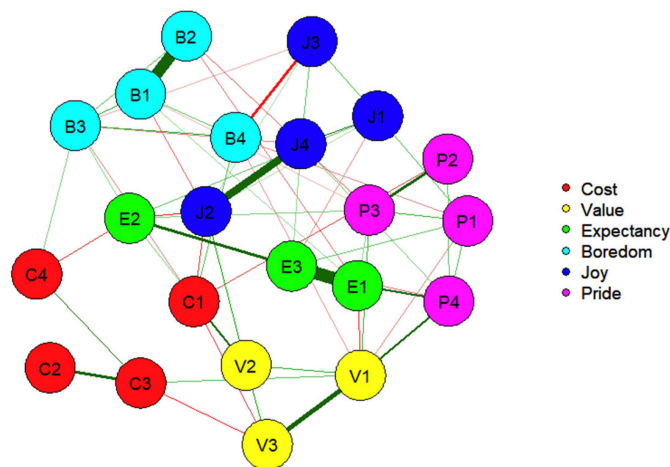 B2
J3
B1
J1
B3
B4
J4
P2
Cost
P3
P1
Value
E2
J2
Expectancy
Boredom
E3
Joy
C4
E1
Pride
C1
P4
C2
V2
C3
V1
V3